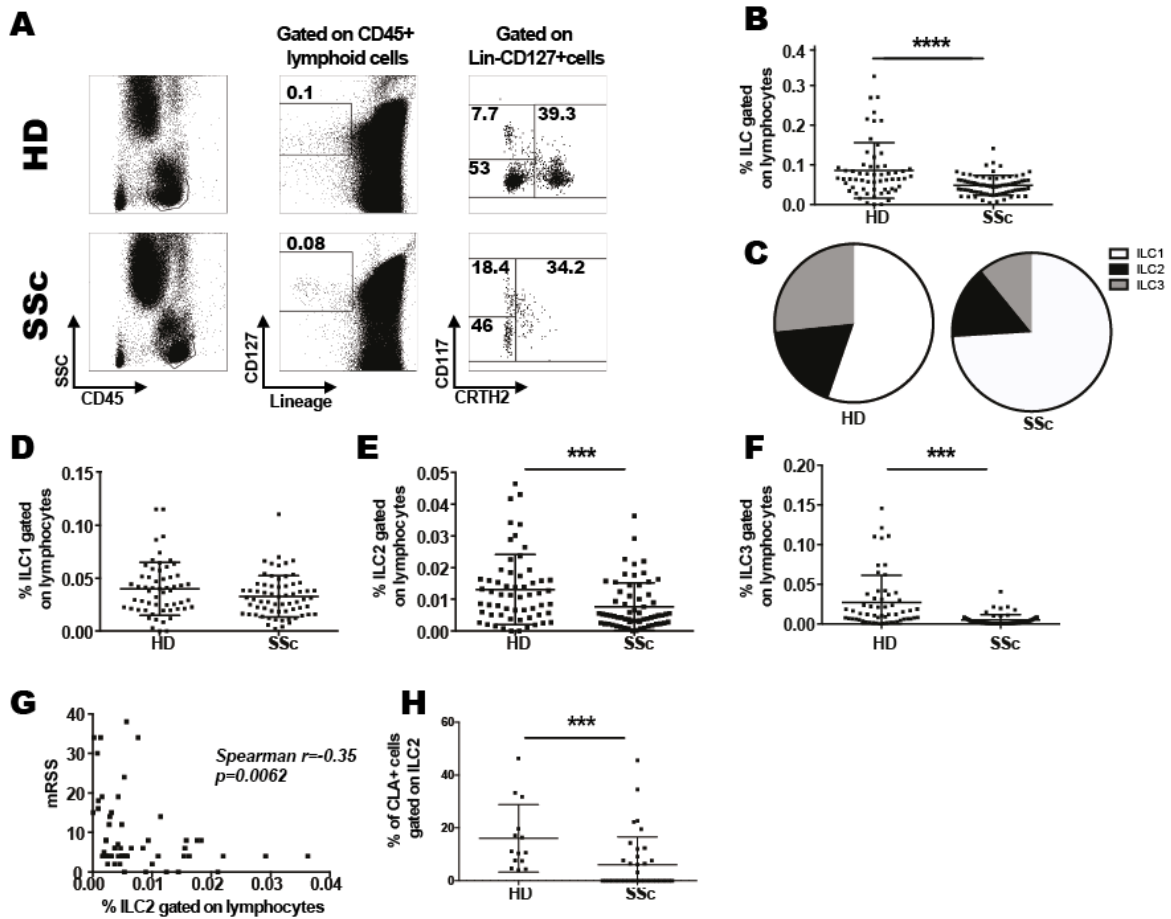 A
Gated on CD45+
lymphoid cells
Gated on
Lin-CD127+cells
HD
0.1
7.7
39.3
53
SSc
0.08
18.4
34.2
46
SSC
CD45
CD127
Lineage
CD117
CRTH2
B
****
% ILC gated
on lymphocytes
0.4
0.3
0.2
0.1
0.0
HD
SSc
C
ILC1
ILC2
ILC3
HD
SSc
D
% ILC1 gated
on lymphocytes
0.15
0.10
0.05
0.00
HD
SSc
E
***
% ILC2 gated
on lymphocytes
0.05
0.04
0.03
0.02
0.01
0.00
HD
SSc
F
***
% ILC3 gated
on lymphocytes
0.20
0.15
0.10
0.05
0.00
HD
SSc
G
mRSS
40
30
20
10
0
Spearman r=-0.35
p=0.0062
0.00
0.01
0.02
0.03
0.04
% ILC2 gated on lymphocytes
H
***
% of CLA+ cells
gated on ILC2
60
40
20
0
HD
SSc